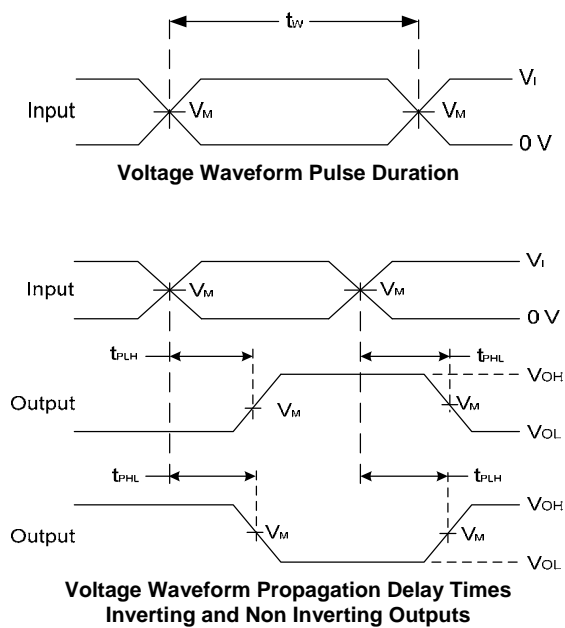 tW
VI
Input
VM
VM
0 V
Voltage Waveform Pulse Duration
VI
Input
VM
VM
0 V
tPLH
tPHL
VOH
Output
VM
VM
VOL
tPHL
tPLH
VOH
Output
VM
VM
VOL
Voltage Waveform Propagation Delay Times
Inverting and Non Inverting Outputs